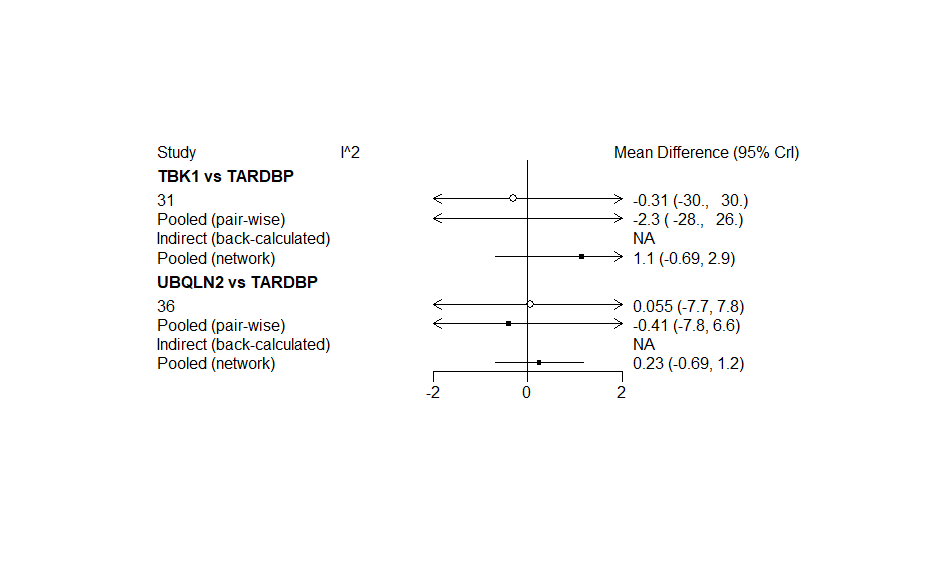 Study I^2 Mean Difference (95% CrI)
TBK1 vs TARDBP
31 -0.31 (-30., 30.)
Pooled (pair-wise) -2.3 ( -28., 26.)
Indirect (back-calculated) NA
Pooled (network) 1.1 (-0.69, 2.9)
UBQLN2 vs TARDBP
36 0.055 (-7.7, 7.8)
Pooled (pair-wise) -0.41 (-7.8, 6.6)
Indirect (back-calculated) NA
Pooled (network) 0.23 (-0.69, 1.2)
-2 0 2